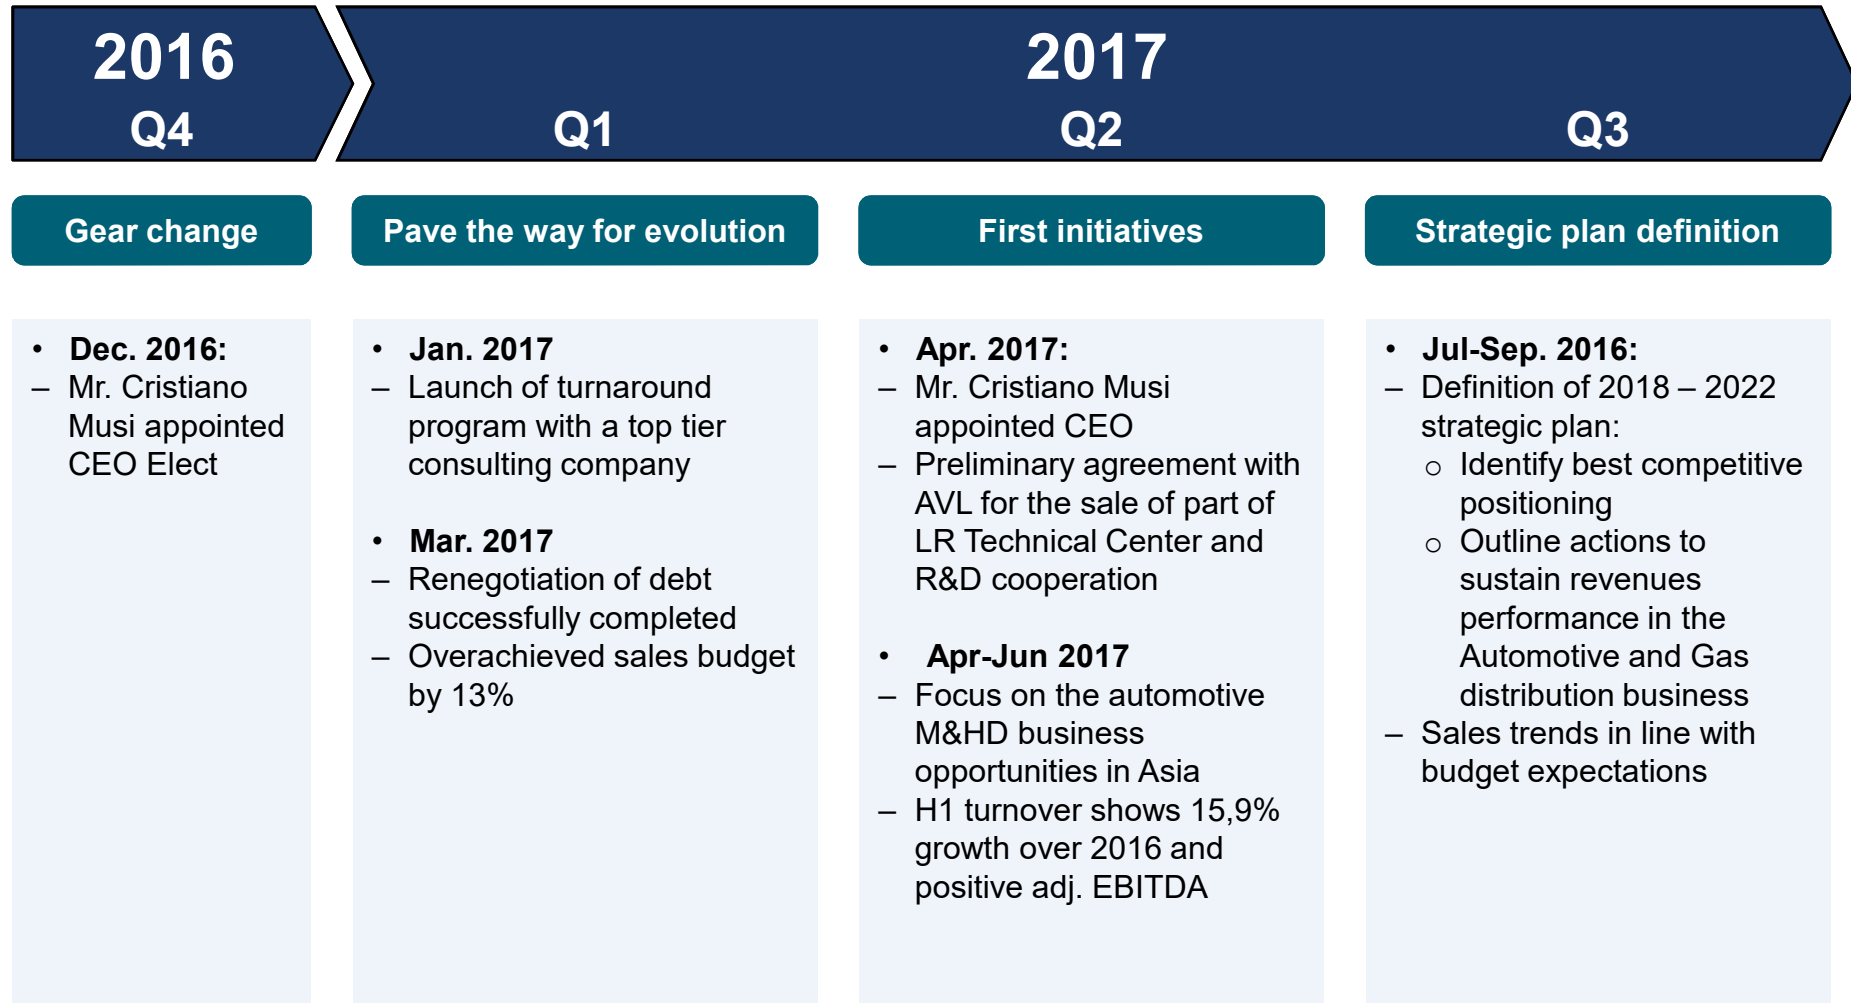 2016
2017
Q4
Q1
Q2
Q3
Gear change
Pave the way for evolution
First initiatives
Strategic plan definition
• Dec. 2016:
– Mr. Cristiano
Musi appointed
CEO Elect
• Jan. 2017
– Launch of turnaround
program with a top tier
consulting company
• Mar. 2017
– Renegotiation of debt
successfully completed
– Overachieved sales budget
by 13%
• Apr. 2017:
– Mr. Cristiano Musi
appointed CEO
– Preliminary agreement with
AVL for the sale of part of
LR Technical Center and
R&D cooperation
• Apr-Jun 2017
– Focus on the automotive
M&HD business
opportunities in Asia
– H1 turnover shows 15,9%
growth over 2016 and
positive adj. EBITDA
• Jul-Sep. 2016:
– Definition of 2018 – 2022
strategic plan:
o Identify best competitive
positioning
o Outline actions to
sustain revenues
performance in the
Automotive and Gas
distribution business
– Sales trends in line with
budget expectations